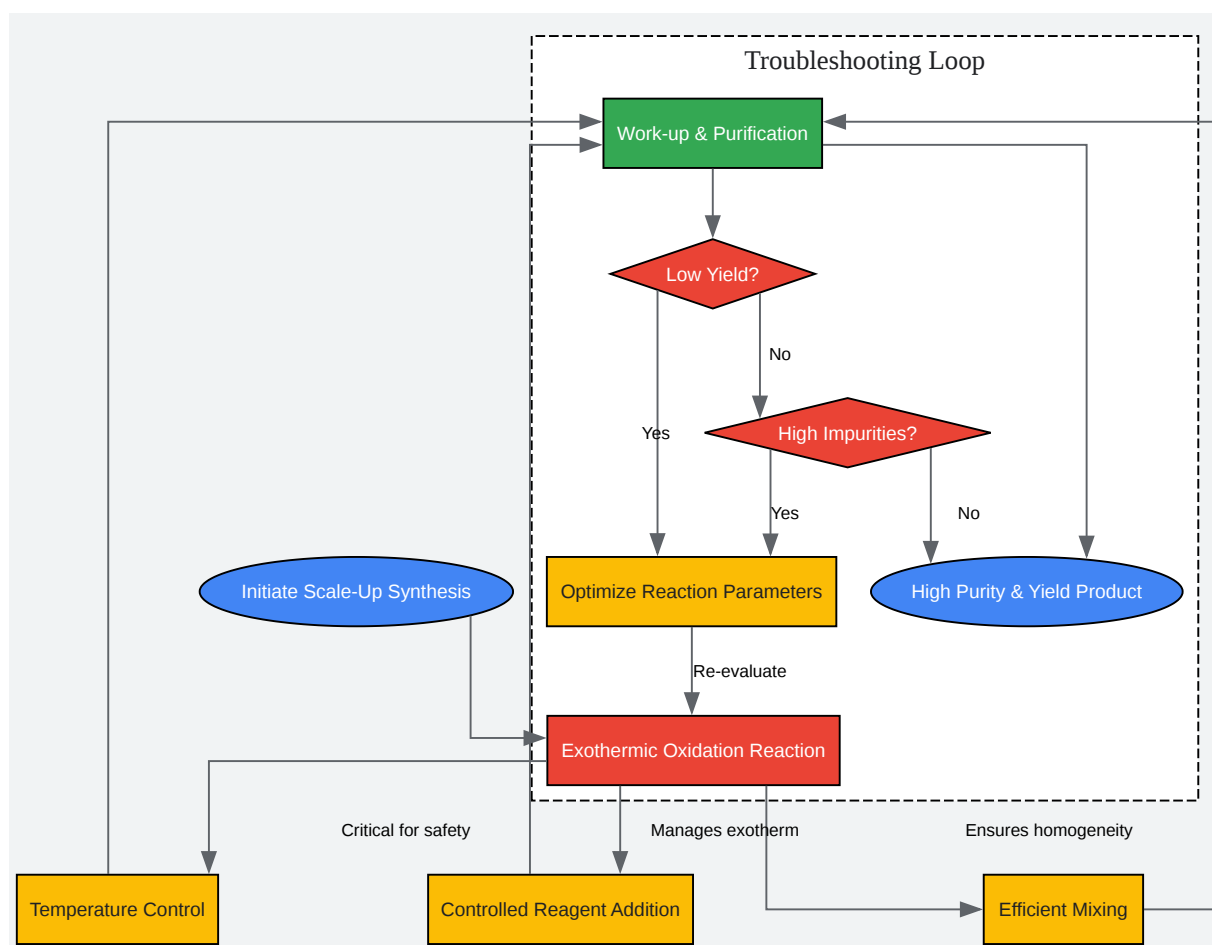 Troubleshooting Loop
Work-up & Purification
Low Yield?
No
Yes
High Impurities?
Yes
No
Initiate Scale-Up Synthesis
Optimize Reaction Parameters
High Purity & Yield Product
Re-evaluate
Exothermic Oxidation Reaction
Critical for safety
Manages exotherm
Ensures homogeneity
Temperature Control
Controlled Reagent Addition
Efficient Mixing